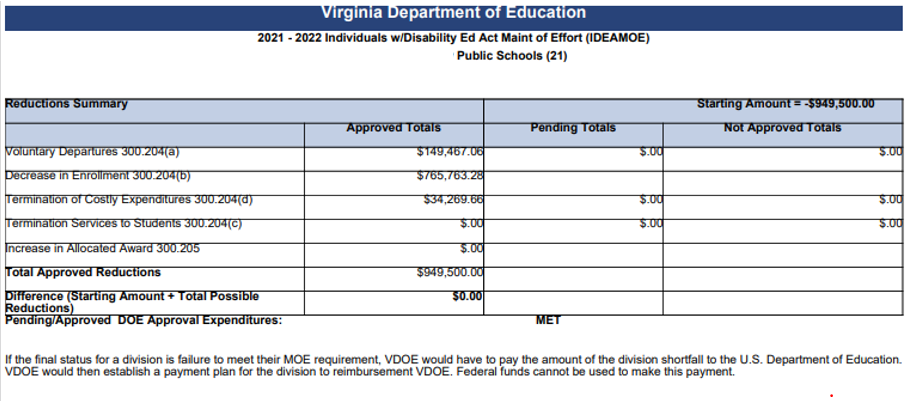 Virginia Department of Education
2021 - 2022 Individuals w/Disability Ed Act Maint of Effort (IDEAMOE)
Public Schools (21)
Reductions Summary Starting Amount = -$949,500.00
Approved Totals Pending Totals Not Approved Totals
Voluntary Departures 300.204(a) $149,467.06 $.00 $.00
Decrease in Enrollment 300.204(b) $765,763.28
Termination of Costly Expenditures 300.204(d) $34,269.66 $.00 $.00
Termination Services to Students 300.204(c) $.00 $.00 $.00
Increase in Allocated Award 300.205 $.00
Total Approved Reductions $949,500.00
Difference (Starting Amount + Total Possible $0.00
Reductions)
Pending/Approved DOE Approval Expenditures: MET
If the final status for a division is failure to meet their MOE requirement, VDOE would have to pay the amount of the division shortfall to the U.S. Department of Education.
VDOE would then establish a payment plan for the division to reimbursement VDOE. Federal funds cannot be used to make this payment.